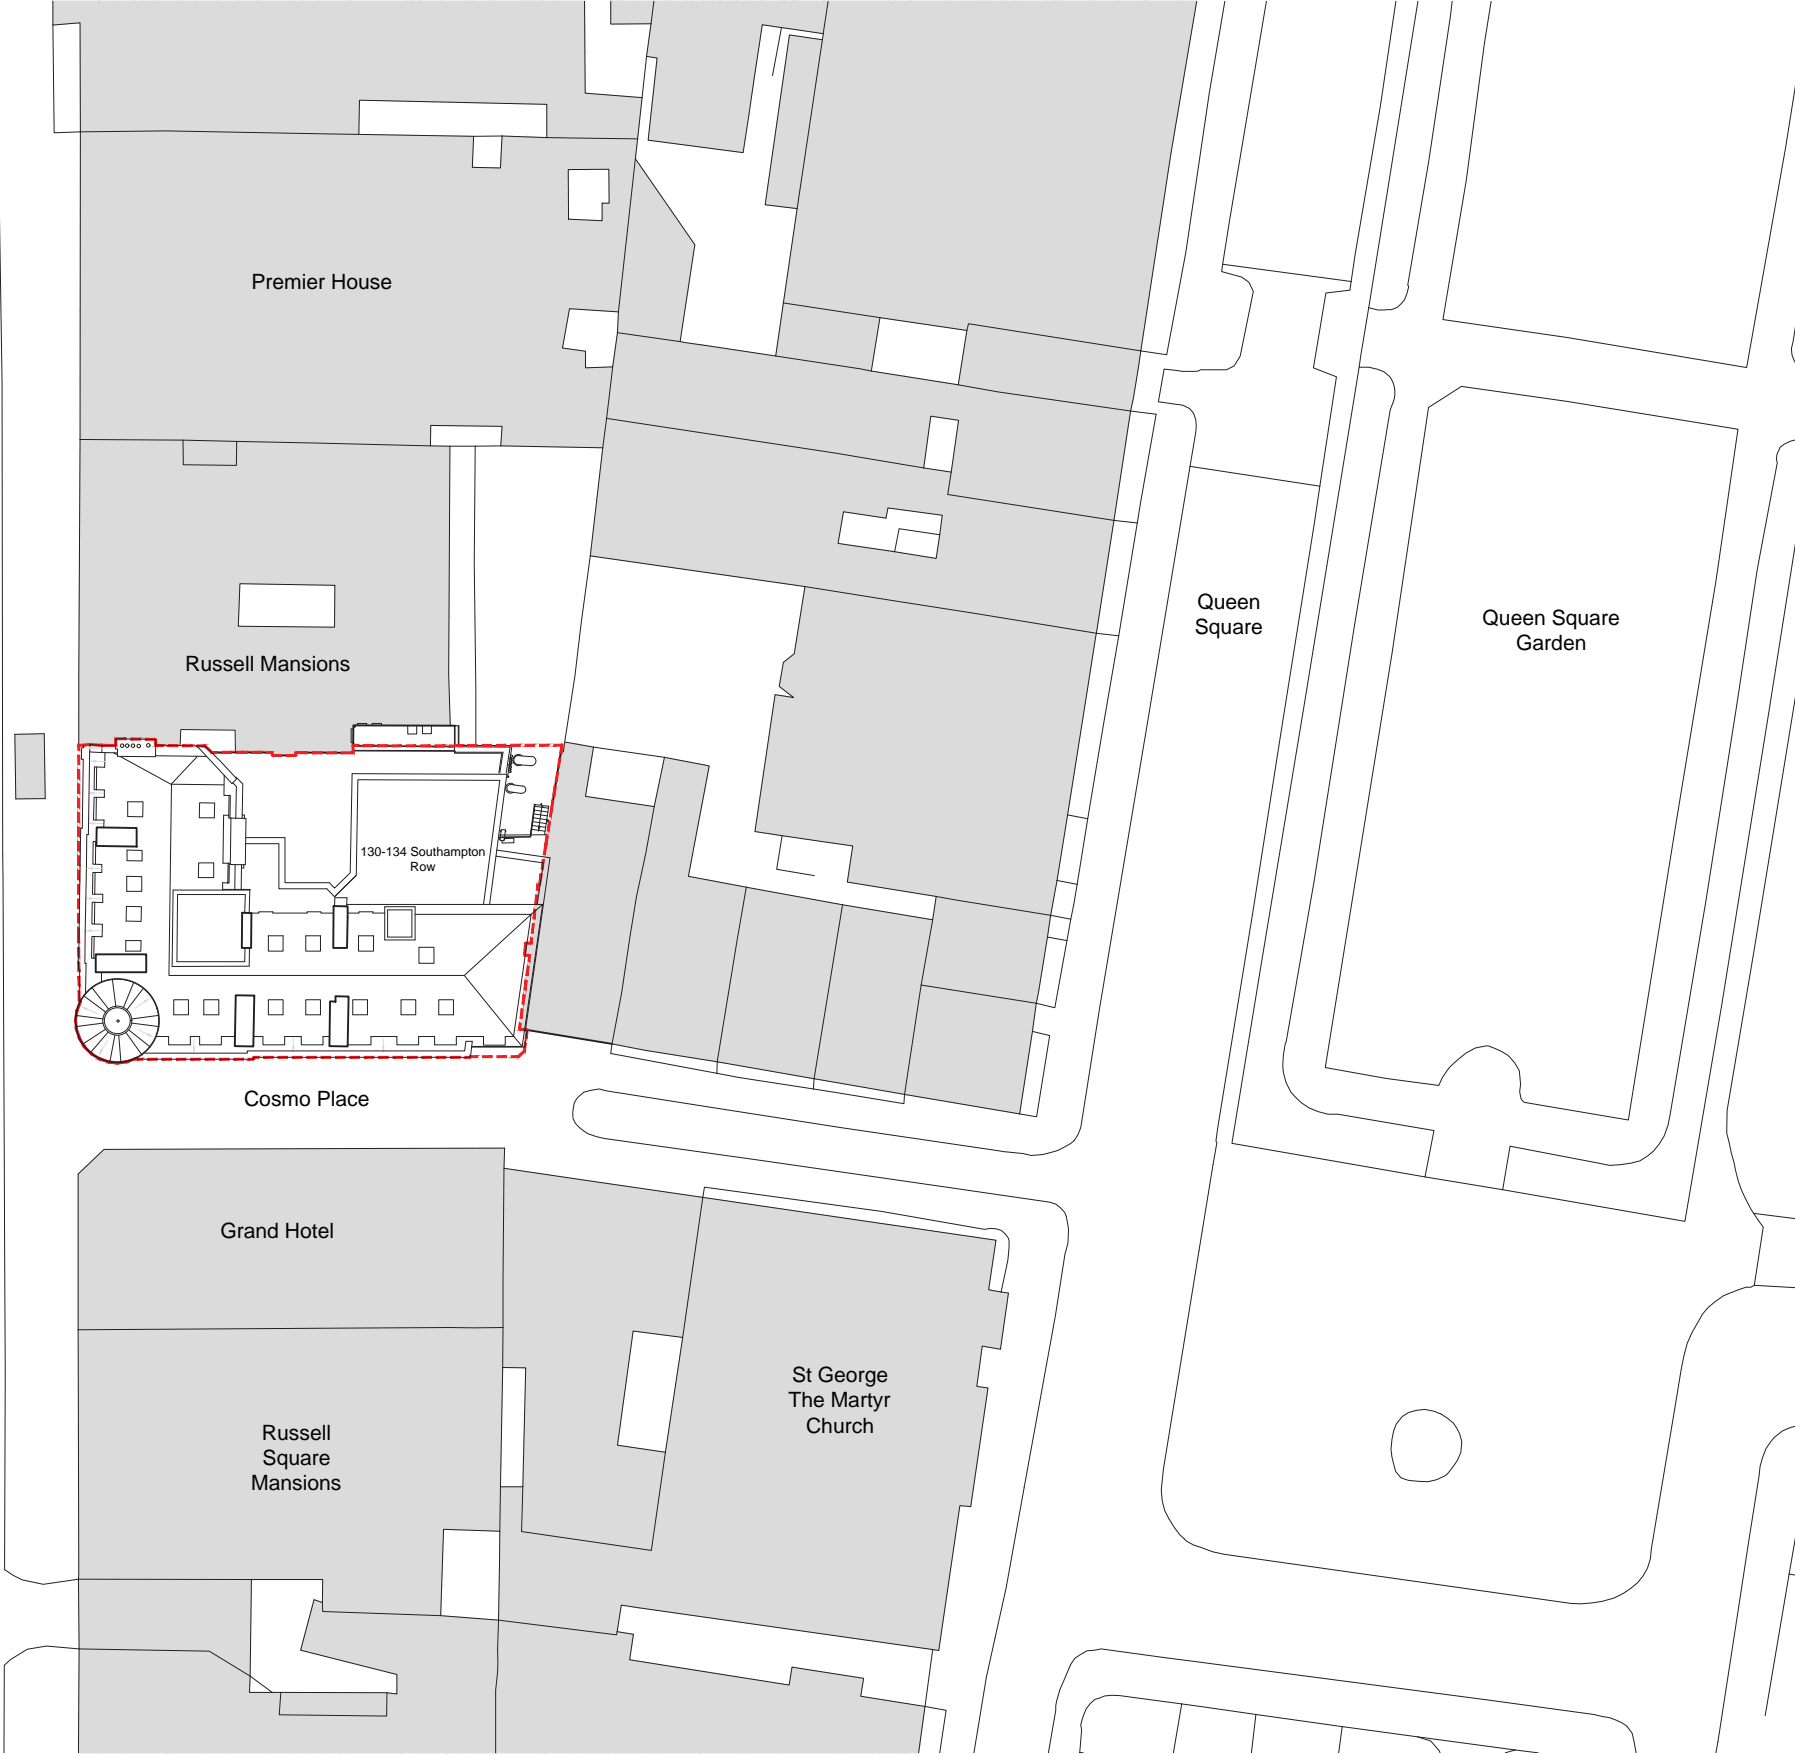 Premier House
Queen
Square
Queen Square
Garden
Russell Mansions
130-134 Southampton
Row
Cosmo Place
Grand Hotel
St George
The Martyr
Church
Russell
Square
Mansions